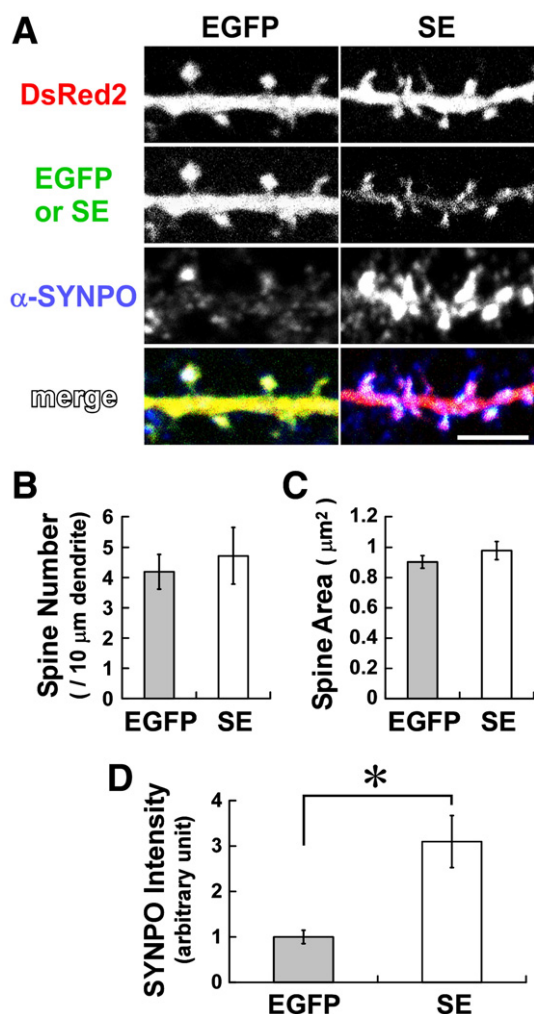 A
EGFP
SE
DsRed2
EGFP
or SE
α-SYNPO
merge
B
Spine Number
( / 10 μm dendrite)
6
5
4
3
2
1
0
EGFP
SE
C
Spine Area ( μm²)
1.2
1
0.8
0.6
0.4
0.2
0
EGFP
SE
D
SYNPO Intensity
(arbitrary unit)
4
3
2
1
0
*
EGFP
SE